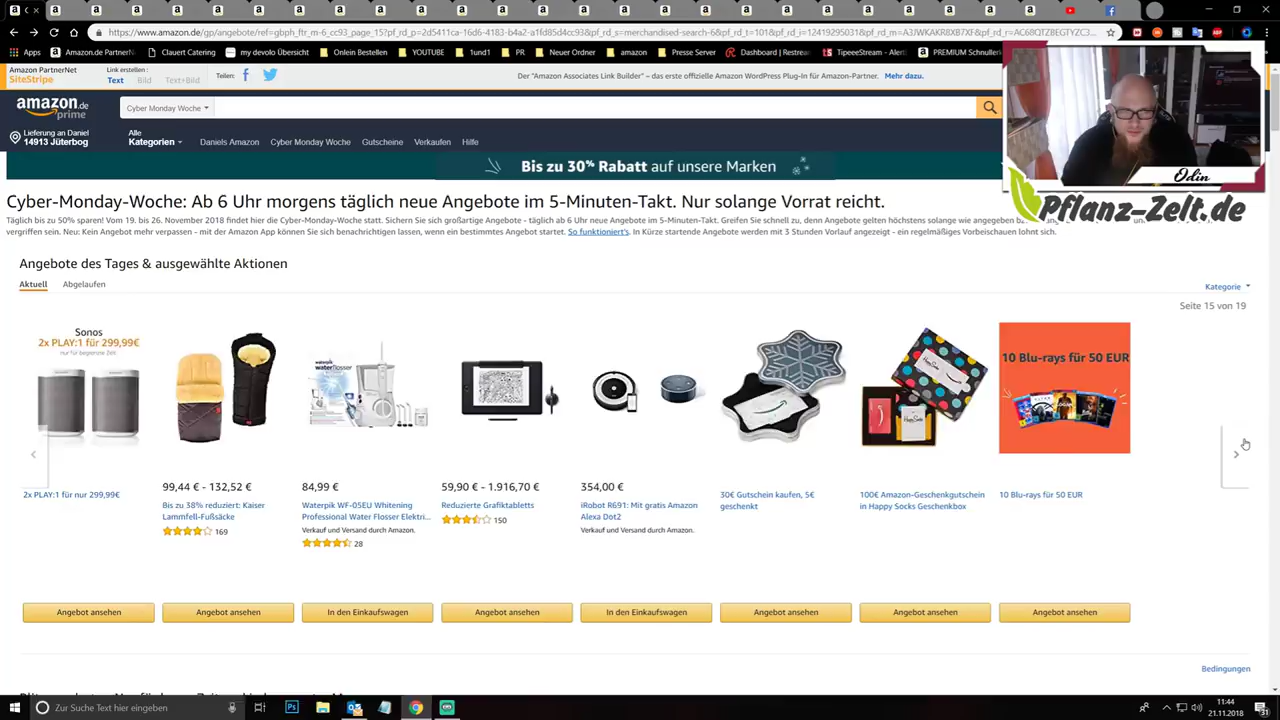 https://www.amazon.de/gp/angebote/ref=gbph_ftr_m-6_cc93_page_15?pf_rd_p=2d5411ca-16d6-4183-b4a2-a1fd85d4cc93&pf_rd_s=merchandised-search-6&pf_rd_t=101&pf_rd_i=12419295031&pf_rd_m=A3JWKAKR8XB7XF&pf_rd_r=AC68QTZBEGTYZC3...
Apps Amazon.de PartnerN Clauert Catering my devolo Übersicht Onlein Bestellen YOUTUBE 1und1 PR Neuer Ordner amazon Presse Server Dashboard | Restrea TipeeeStream - Alert PREMIUM Schnuller
Amazon PartnerNet
SiteStripe
Link erstellen :
Text Bild Text+Bild
Teilen:
Der "Amazon Associates Link Builder" – das erste offizielle Amazon WordPress Plug-In für Amazon-Partner. Mehr dazu.
amazon.de
prime
Cyber Monday Woche
Lieferung an Daniel
14913 Jüterbog
Alle
Kategorien
Daniels Amazon Cyber Monday Woche Gutscheine Verkaufen Hilfe
Bis zu 30% Rabatt auf unsere Marken
Odin
Pflanz-Zelt.de
Cyber-Monday-Woche: Ab 6 Uhr morgens täglich neue Angebote im 5-Minuten-Takt. Nur solange Vorrat reicht.
Täglich bis zu 50% sparen! Vom 19. bis 26. November 2018 findet hier die Cyber-Monday-Woche statt. Sichern Sie sich großartige Angebote - täglich ab 6 Uhr neue Angebote im 5-Minuten-Takt. Greifen Sie schnell zu, denn Angebote gelten höchstens solange wie angegeben
vergriffen sein. Neu: Kein Angebot mehr verpassen - mit der Amazon App können Sie sich benachrichtigen lassen, wenn ein bestimmtes Angebot startet. So funktioniert's. In Kürze startende Angebote werden mit 3 Stunden Vorlauf angezeigt - ein regelmäßiges Vorbeischauen lohnt sich.
Angebote des Tages & ausgewählte Aktionen
Aktuell Abgelaufen
Kategorie
Seite 15 von 19
Sonos
2x PLAY:1 für 299,99€
nur für begrenzte Zeit
waterpik
waterflosser
10 Blu-rays für 50 EUR
2x PLAY:1 für nur 299,99€
99,44 € - 132,52 €
Bis zu 38% reduziert: Kaiser
Lammfell-Fußsäcke
169
84,99 €
Waterpik WF-05EU Whitening
Professional Water Flosser Elektri...
Verkauf und Versand durch Amazon.
28
59,90 € - 1.916,70 €
Reduzierte Grafiktabletts
150
354,00 €
iRobot R691: Mit gratis Amazon
Alexa Dot2
Verkauf und Versand durch Amazon.
30€ Gutschein kaufen, 5€
geschenkt
100€ Amazon-Geschenkgutschein
in Happy Socks Geschenkbox
10 Blu-rays für 50 EUR
Angebot ansehen Angebot ansehen In den Einkaufswagen Angebot ansehen In den Einkaufswagen Angebot ansehen Angebot ansehen Angebot ansehen
Bedingungen
Zur Suche Text hier eingeben
11:44
21.11.2018